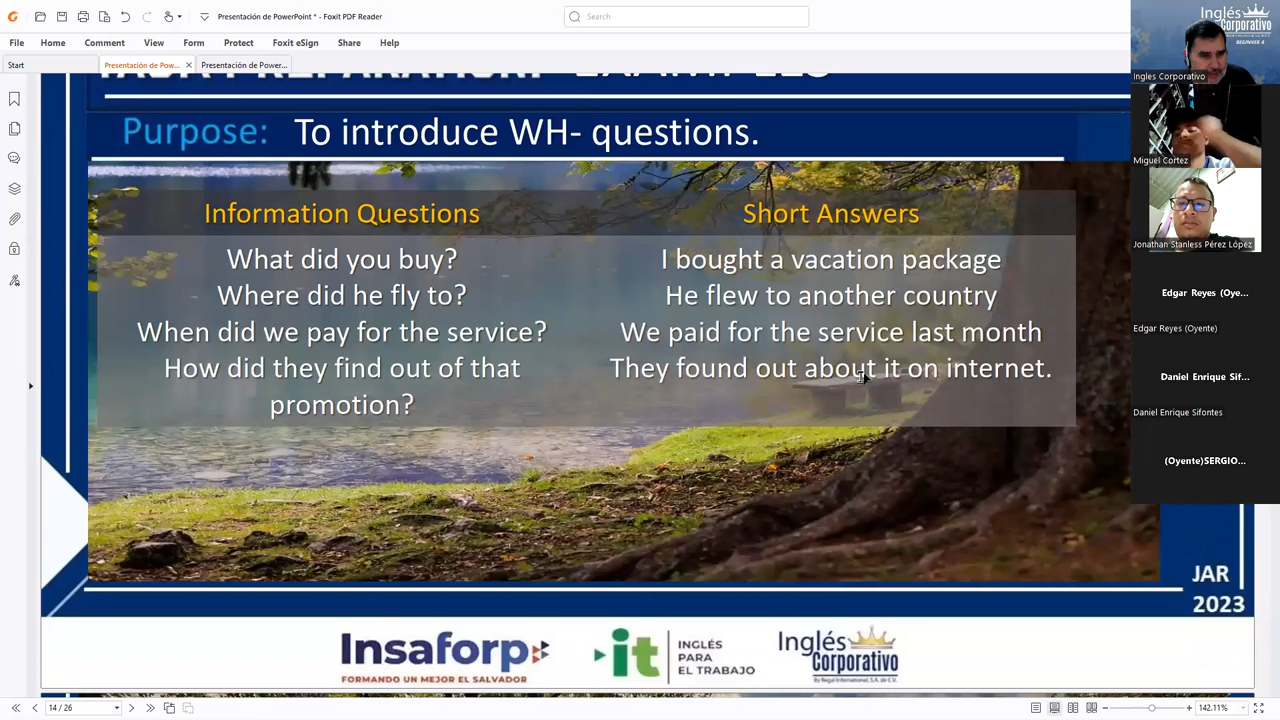 Presentación de PowerPoint * - Foxit PDF Reader
Search
File Home Comment View Form Protect Foxit eSign Share Help
Start
Presentación de Pow...
Presentación de Power...
Purpose: To introduce WH- questions.
Information Questions
Short Answers
What did you buy?
I bought a vacation package
Where did he fly to?
He flew to another country
When did we pay for the service?
We paid for the service last month
How did they find out of that
promotion?
They found out about it on internet.
JAR
2023
Insaforp
FORMANDO UN MEJOR EL SALVADOR
it
INGLÉS
PARA
EL TRABAJO
Inglés
Corporativo
by Regal International, S.A. de C.V.
14 / 26
142.11%
Inglés
Corporativo
BEGINNER 4
Ingles Corporativo
Miguel Cortez
Jonathan Stanless Pérez López
Edgar Reyes (Oye...
Edgar Reyes (Oyente)
Daniel Enrique Sif...
Daniel Enrique Sifontes
(Oyente)SERGIO...